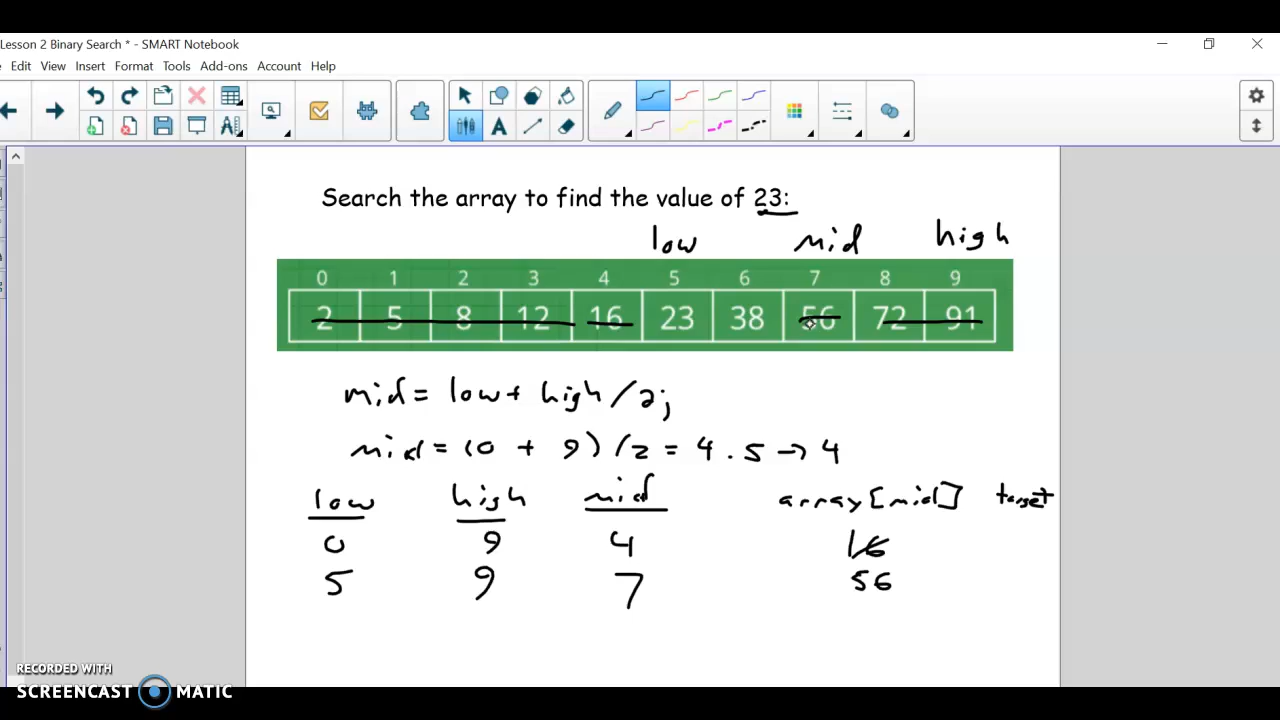 Lesson 2 Binary Search * - SMART Notebook
Edit View Insert Format Tools Add-ons Account Help
Search the array to find the value of 23:
low mid high
0 1 2 3 4 5 6 7 8 9
2 5 8 12 16 23 38 56 72 91
mid = low + high / 2;
mid = (0 + 9) / 2 = 4.5 → 4
low high mid array[mid] target
0 9 4 16
5 9 7 56
RECORDED WITH
SCREENCAST MATIC